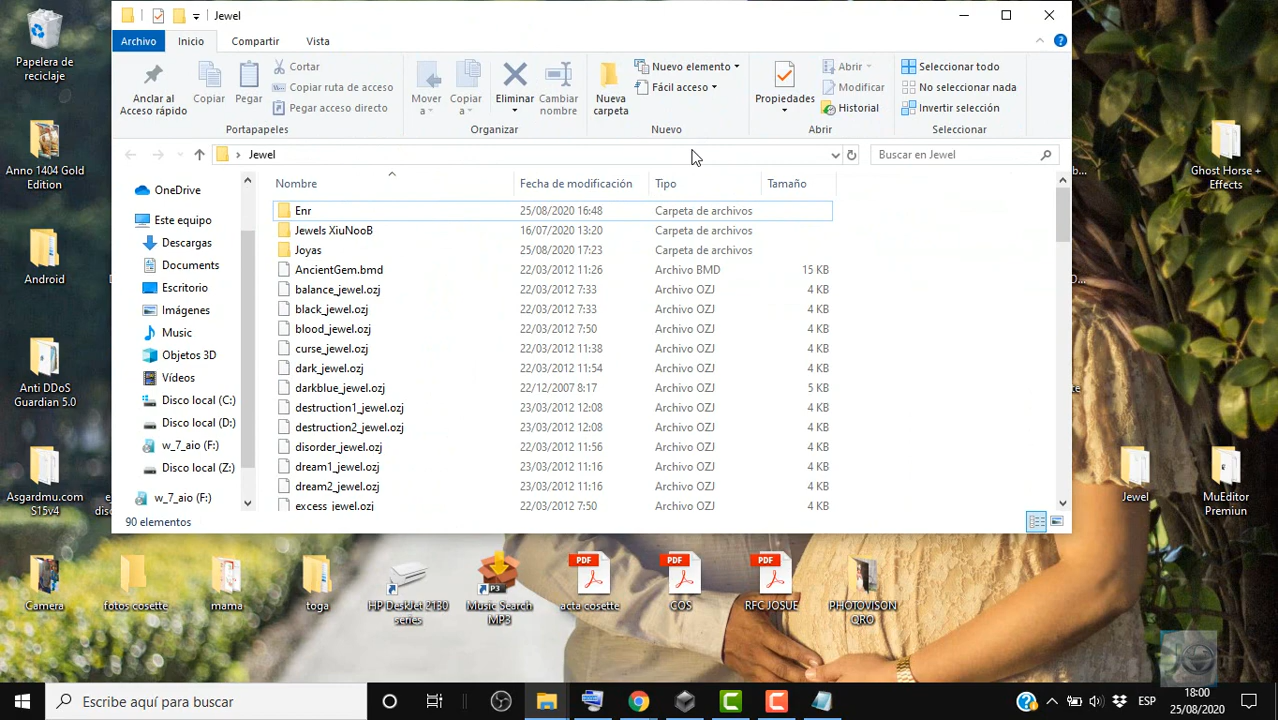 Jewel
Archivo Inicio Compartir Vista
Anclar al Acceso rápido
Copiar
Pegar
Cortar
Copiar ruta de acceso
Pegar acceso directo
Portapapeles
Mover a
Copiar a
Eliminar
Cambiar nombre
Organizar
Nueva carpeta
Nuevo elemento
Fácil acceso
Nuevo
Propiedades
Abrir
Modificar
Historial
Abrir
Seleccionar todo
No seleccionar nada
Invertir selección
Seleccionar
Jewel
Buscar en Jewel
OneDrive
Este equipo
Descargas
Documents
Escritorio
Imágenes
Music
Objetos 3D
Vídeos
Disco local (C:)
Disco local (D:)
w_7_aio (F:)
Disco local (Z:)
w_7_aio (F:)
Nombre Fecha de modificación Tipo Tamaño
Enr 25/08/2020 16:48 Carpeta de archivos
Jewels XiuNooB 16/07/2020 13:20 Carpeta de archivos
Joyas 25/08/2020 17:23 Carpeta de archivos
AncientGem.bmd 22/03/2012 11:26 Archivo BMD 15 KB
balance_jewel.ozj 22/03/2012 7:33 Archivo OZJ 4 KB
black_jewel.ozj 22/03/2012 7:33 Archivo OZJ 4 KB
blood_jewel.ozj 22/03/2012 7:50 Archivo OZJ 4 KB
curse_jewel.ozj 22/03/2012 11:38 Archivo OZJ 4 KB
dark_jewel.ozj 22/03/2012 11:54 Archivo OZJ 4 KB
darkblue_jewel.ozj 22/12/2007 8:17 Archivo OZJ 5 KB
destruction1_jewel.ozj 23/03/2012 12:08 Archivo OZJ 4 KB
destruction2_jewel.ozj 23/03/2012 12:08 Archivo OZJ 4 KB
disorder_jewel.ozj 22/03/2012 11:56 Archivo OZJ 4 KB
dream1_jewel.ozj 23/03/2012 11:16 Archivo OZJ 4 KB
dream2_jewel.ozj 23/03/2012 11:16 Archivo OZJ 4 KB
excess_jewel.ozj 22/03/2012 7:50 Archivo OZJ 4 KB
90 elementos
Papelera de reciclaje
Anno 1404 Gold Edition
Android
Anti DDoS Guardian 5.0
Asgardmu.com S15v4
Camera
fotos cosette
mama
toga
HP DeskJet 2130 series
P3
Music Search MP3
PDF
acta cosette
PDF
COS
PDF
RFC JOSUE
PHOTOVISON QRO
Ghost Horse + Effects
Jewel
MuEditor Premiun
Escribe aquí para buscar
ESP
18:00
25/08/2020